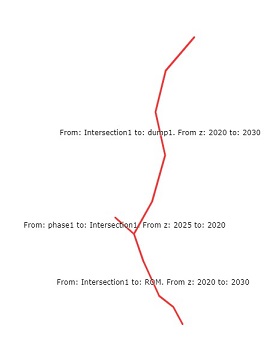 From: Intersection1 to: dump1. From z: 2020 to: 2030
From: phase1 to: Intersection1. From z: 2025 to: 2020
From: Intersection1 to: ROM. From z: 2020 to: 2030